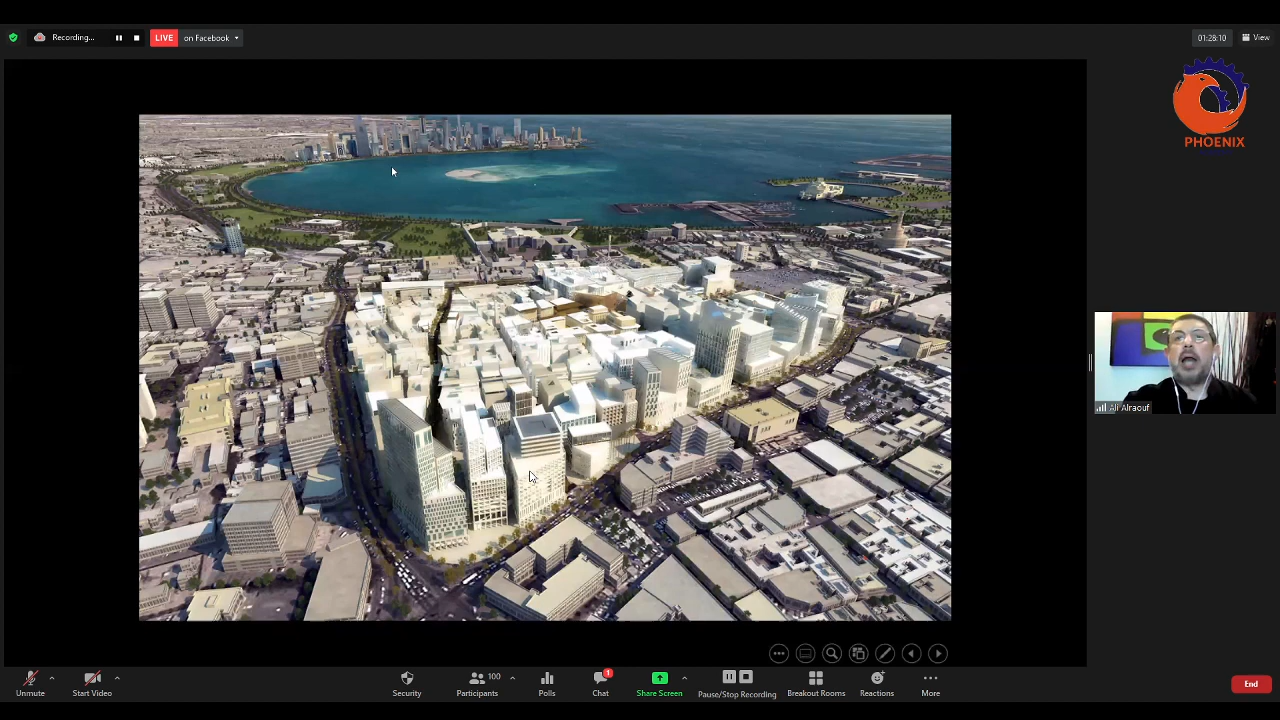 Recording...
LIVE
on Facebook
01:28:10
View
PHOENIX
Ali Alraouf
Unmute
Start Video
Security
100
Participants
Polls
1
Chat
Share Screen
Pause/Stop Recording
Breakout Rooms
Reactions
More
End